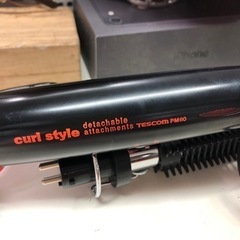 curl style
detachable
attachments TESCOM PM60